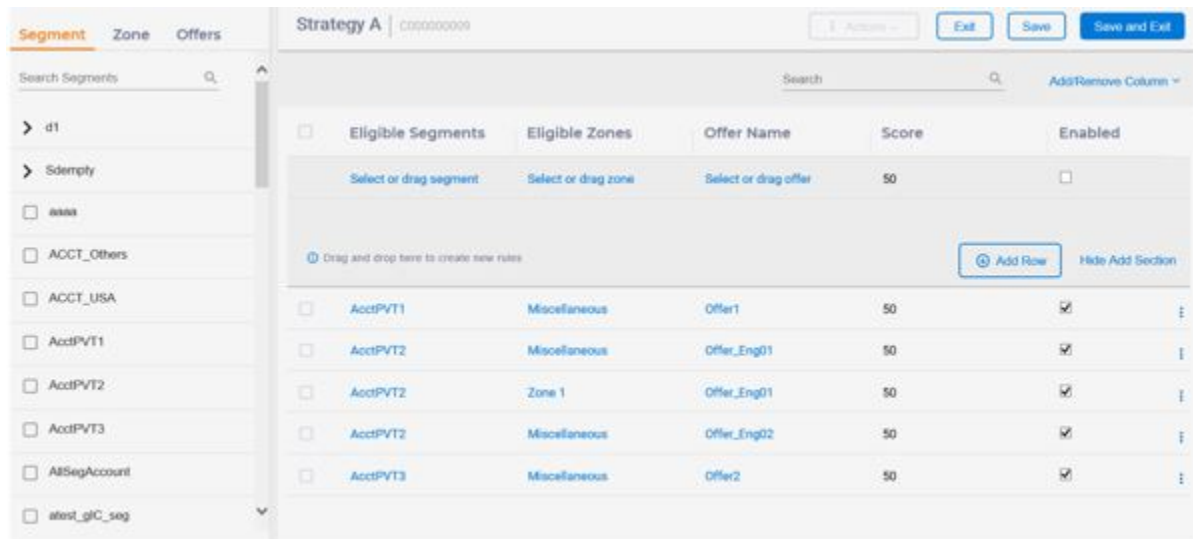 Segment Zone Offers
Search Segments
d1
Sdempty
aaaa
ACCT_Others
ACCT_USA
AcctPVT1
AcctPVT2
AcctPVT3
AllSegAccount
atest_glC_seg
Strategy A C000000009
Actions
Exit
Save
Save and Exit
Search
Add/Remove Column
Eligible Segments Eligible Zones Offer Name Score Enabled
Select or drag segment Select or drag zone Select or drag offer 50
Drag and drop here to create new rules
Add Row
Hide Add Section
AcctPVT1 Miscellaneous Offer1 50
AcctPVT2 Miscellaneous Offer_Eng01 50
AcctPVT2 Zone 1 Offer_Eng01 50
AcctPVT2 Miscellaneous Offer_Eng02 50
AcctPVT3 Miscellaneous Offer2 50